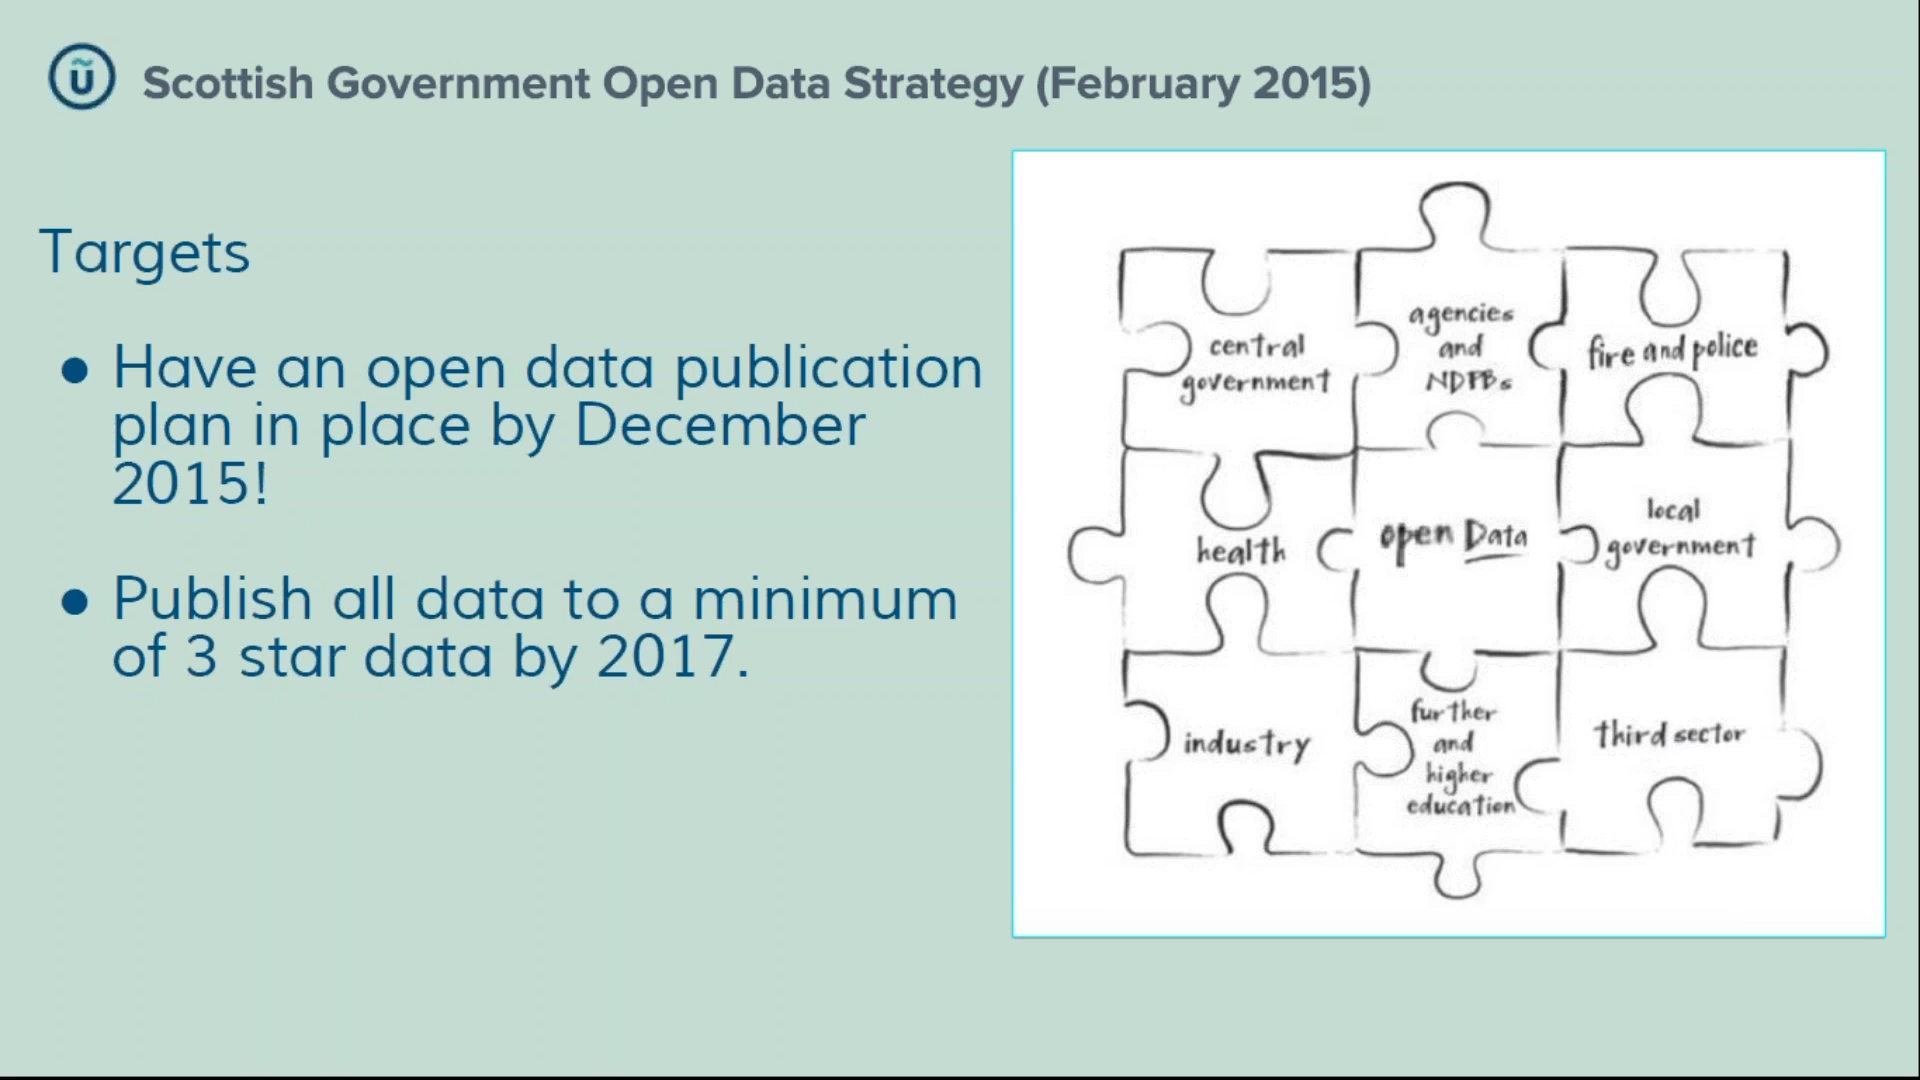 Ũ Scottish Government Open Data Strategy (February 2015)
Targets
● Have an open data publication
plan in place by December
2015!
● Publish all data to a minimum
of 3 star data by 2017.
central
government
agencies
and
NDPBs
fire and police
health
open Data
local
government
industry
further
and
higher
education
third sector